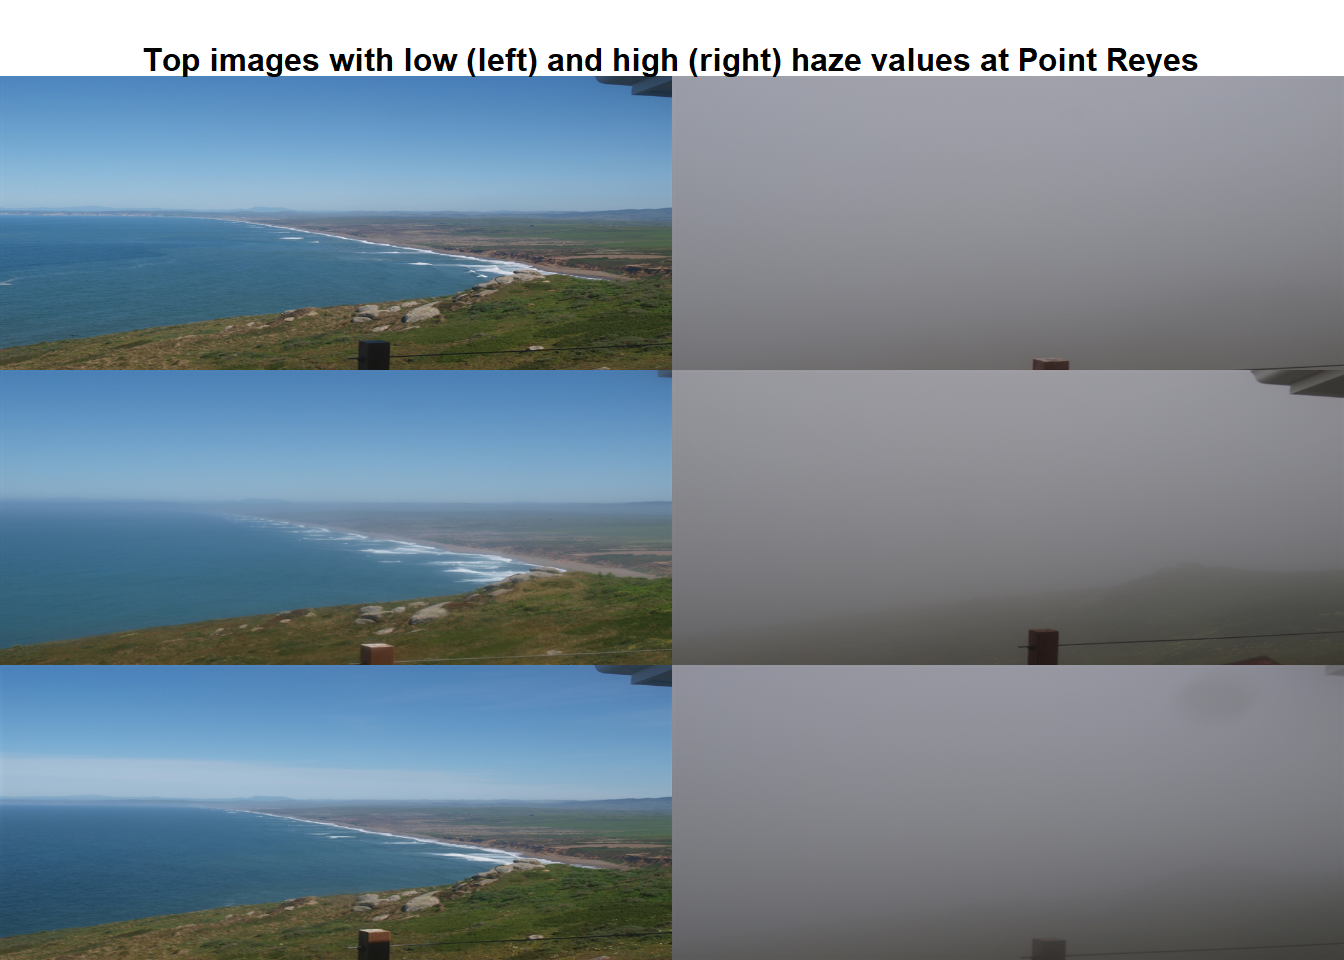 Top images with low (left) and high (right) haze values at Point Reyes